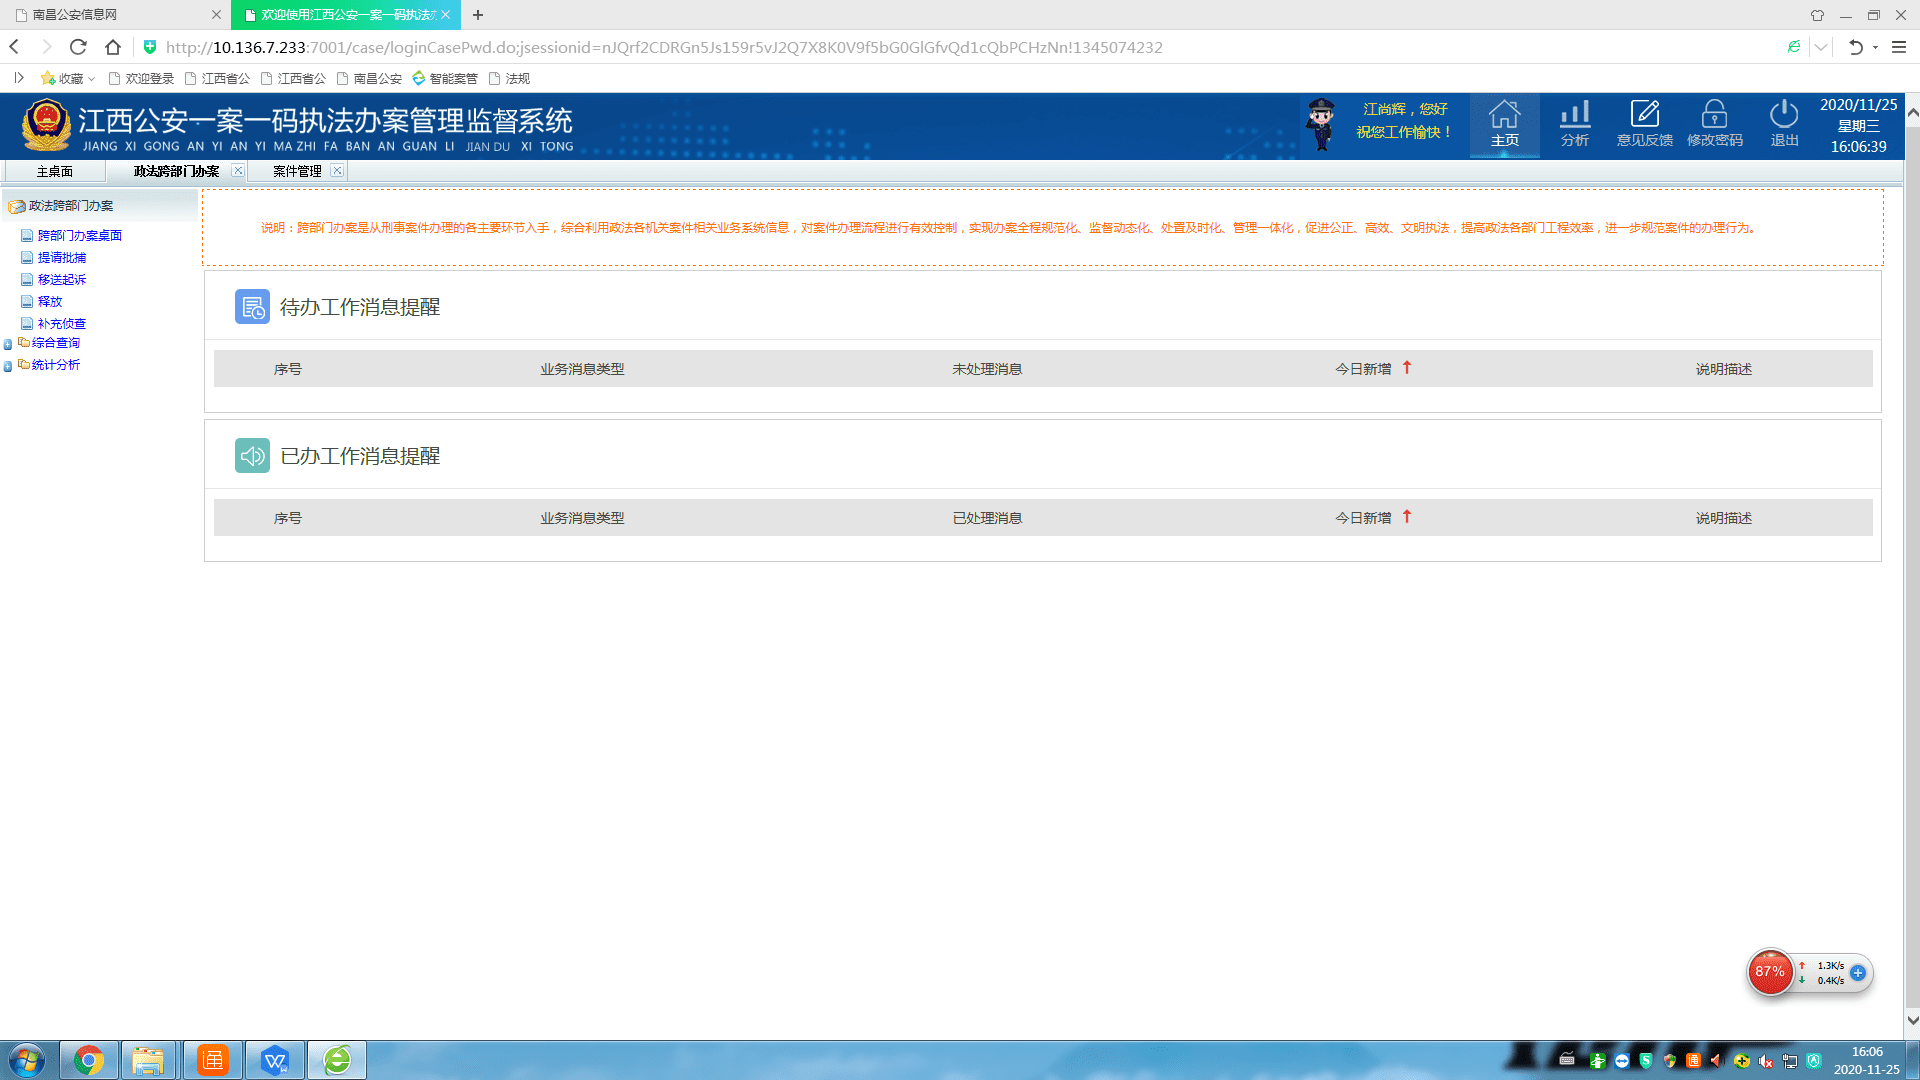 南昌公安信息网
欢迎使用江西公安一案一码执法
http://10.136.7.233:7001/case/loginCasePwd.do;jsessionid=nJQrf2CDRGn5Js159r5vJ2Q7X8K0V9f5bG0GlGfvQd1cQbPCHzNn!1345074232
收藏 欢迎登录 江西省公 江西省公 南昌公安 智能案管 法规
江西公安一案一码执法办案管理监督系统
JIANG XI GONG AN YI AN YI MA ZHI FA BAN AN GUAN LI JIAN DU XI TONG
江尚辉，您好
祝您工作愉快！
主页 分析 意见反馈 修改密码 退出
2020/11/25
星期三
16:06:39
主桌面 政法跨部门办案 案件管理
政法跨部门办案
跨部门办案桌面
提请批捕
移送起诉
释放
补充侦查
综合查询
统计分析
说明：跨部门办案是从刑事案件办理的各主要环节入手，综合利用政法各机关案件相关业务系统信息，对案件办理流程进行有效控制，实现办案全程规范化、监督动态化、处置及时化、管理一体化，促进公正、高效、文明执法，提高政法各部门工程效率，进一步规范案件的办理行为。
待办工作消息提醒
序号 业务消息类型 未处理消息 今日新增 说明描述
已办工作消息提醒
序号 业务消息类型 已处理消息 今日新增 说明描述
87%
1.3K/s
0.4K/s
通
W
通
16:06
2020-11-25